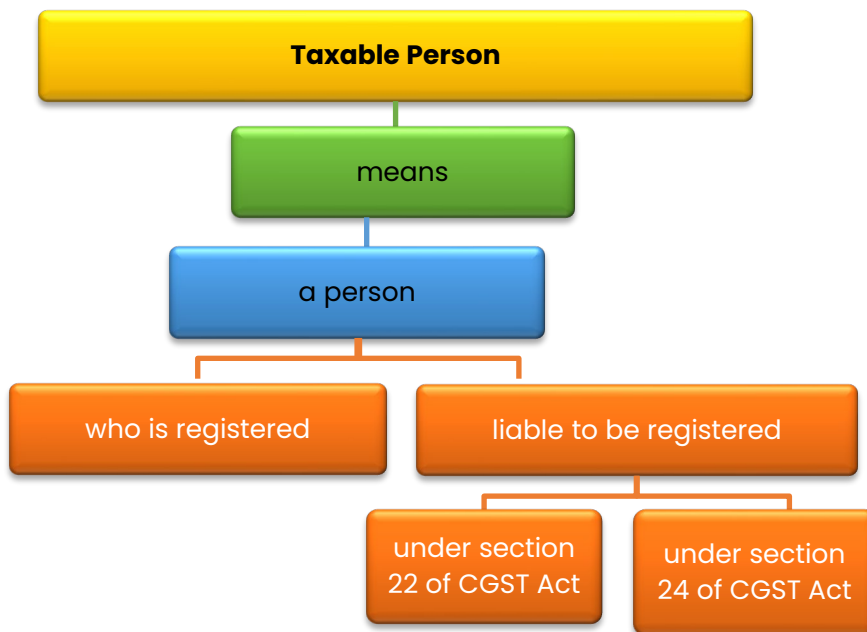 Taxable Person
means
a person
who is registered
liable to be registered
under section
22 of CGST Act
under section
24 of CGST Act